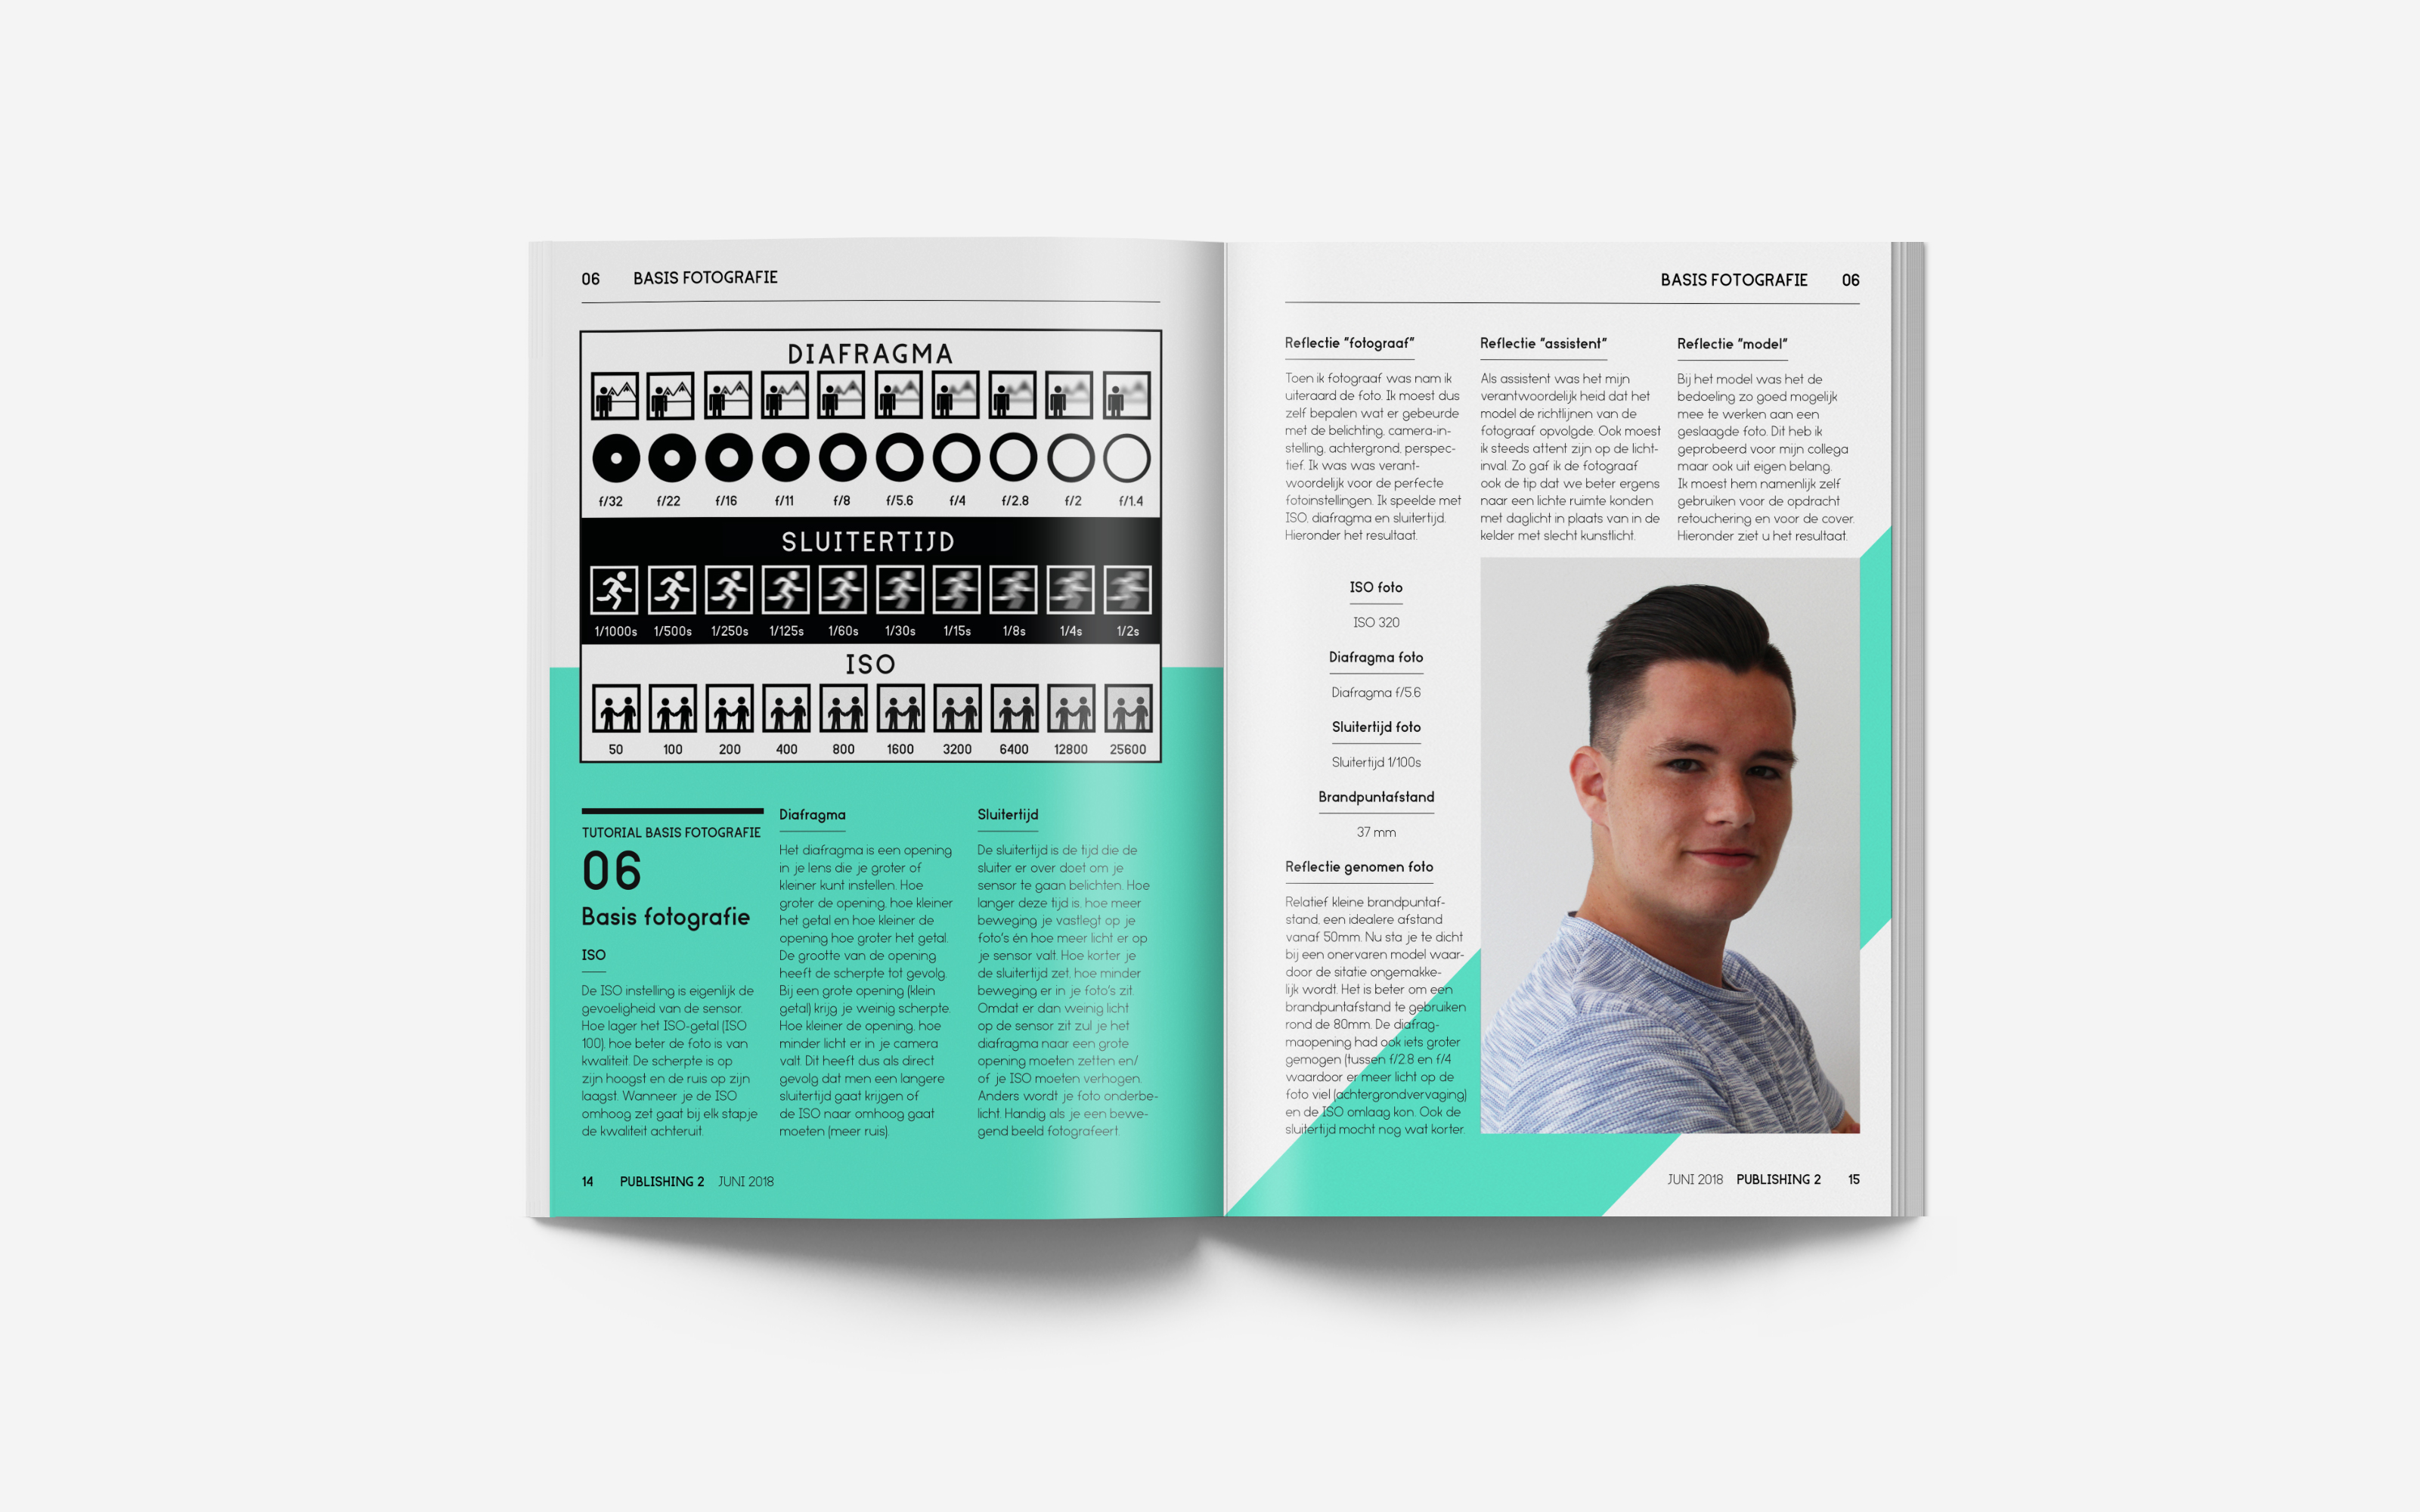 06 BASIS FOTOGRAFIE
DIAFRAGMA
f/32 f/22 f/16 f/11 f/8 f/5.6 f/4 f/2.8 f/2 f/1.4
SLUITERTIJD
1/1000s 1/500s 1/250s 1/125s 1/60s 1/30s 1/15s 1/8s 1/4s 1/2s
ISO
50 100 200 400 800 1600 3200 6400 12800 25600
TUTORIAL BASIS FOTOGRAFIE
06
Basis fotografie
ISO
De ISO instelling is eigenlijk de
gevoeligheid van de sensor.
Hoe lager het ISO-getal (ISO
100), hoe beter de foto is van
kwaliteit. De scherpte is op
zijn hoogst en de ruis op zijn
laagst. Wanneer je de ISO
omhoog zet gaat bij elk stapje
de kwaliteit achteruit.
Diafragma
Het diafragma is een opening
in je lens die je groter of
kleiner kunt instellen. Hoe
groter de opening, hoe kleiner
het getal en hoe kleiner de
opening hoe groter het getal.
De grootte van de opening
heeft de scherpte tot gevolg.
Bij een grote opening (klein
getal) krijg je weinig scherpte.
Hoe kleiner de opening, hoe
minder licht er in je camera
valt. Dit heeft dus als direct
gevolg dat men een langere
sluitertijd gaat krijgen of
de ISO naar omhoog gaat
moeten (meer ruis).
Sluitertijd
De sluitertijd is de tijd die de
sluiter er over doet om je
sensor te gaan belichten. Hoe
langer deze tijd is, hoe meer
beweging je vastlegt op je
foto's én hoe meer licht er op
je sensor valt. Hoe korter je
de sluitertijd zet, hoe minder
beweging er in je foto's zit.
Omdat er dan weinig licht
op de sensor zit zul je het
diafragma naar een grote
opening moeten zetten en/
of je ISO moeten verhogen.
Anders wordt je foto onderbe-
licht. Handig als je een bewe-
gend beeld fotografeert.
14 PUBLISHING 2 JUNI 2018
BASIS FOTOGRAFIE 06
Reflectie "fotograaf"
Toen ik fotograaf was nam ik
uiteraard de foto. Ik moest dus
zelf bepalen wat er gebeurde
met de belichting, camera-in-
stelling, achtergrond, perspec-
tief. Ik was was verant-
woordelijk voor de perfecte
fotoinstellingen. Ik speelde met
ISO, diafragma en sluitertijd.
Hieronder het resultaat.
Reflectie "assistent"
Als assistent was het mijn
verantwoordelijk heid dat het
model de richtlijnen van de
fotograaf opvolgde. Ook moest
ik steeds attent zijn op de licht-
inval. Zo gaf ik de fotograaf
ook de tip dat we beter ergens
naar een lichte ruimte konden
met daglicht in plaats van in de
kelder met slecht kunstlicht.
Reflectie "model"
Bij het model was het de
bedoeling zo goed mogelijk
mee te werken aan een
geslaagde foto. Dit heb ik
geprobeerd voor mijn collega
maar ook uit eigen belang.
Ik moest hem namenlijk zelf
gebruiken voor de opdracht
retouchering en voor de cover.
Hieronder ziet u het resultaat.
ISO foto
ISO 320
Diafragma foto
Diafragma f/5.6
Sluitertijd foto
Sluitertijd 1/100s
Brandpuntafstand
37 mm
Reflectie genomen foto
Relatief kleine brandpuntaf-
stand, een idealere afstand
vanaf 50mm. Nu sta je te dicht
bij een onervaren model waar-
door de sitatie ongemakke-
lijk wordt. Het is beter om een
brandpuntafstand te gebruiken
rond de 80mm. De diafrag-
maopening had ook iets groter
gemogen (tussen f/2.8 en f/4
waardoor er meer licht op de
foto viel (achtergrondvervaging)
en de ISO omlaag kon. Ook de
sluitertijd mocht nog wat korter.
JUNI 2018 PUBLISHING 2 15